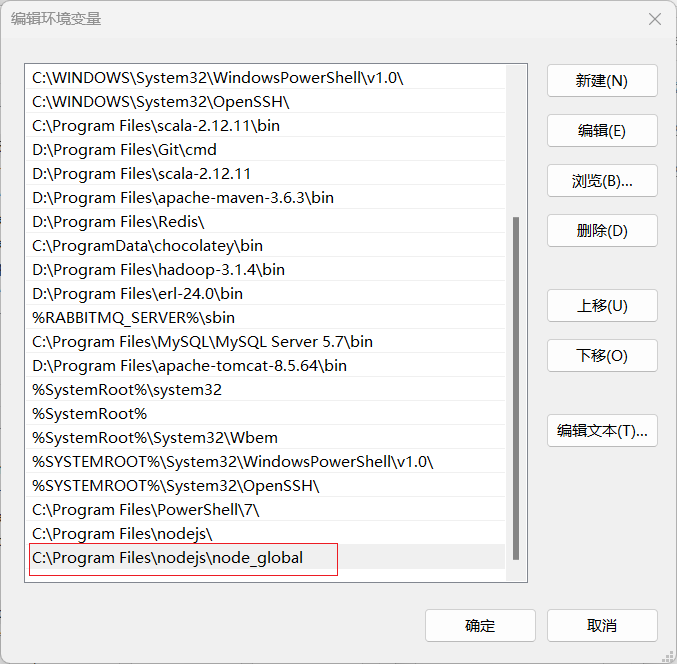 编辑环境变量
C:\WINDOWS\System32\WindowsPowerShell\v1.0\
C:\WINDOWS\System32\OpenSSH\
C:\Program Files\scala-2.12.11\bin
D:\Program Files\Git\cmd
D:\Program Files\scala-2.12.11
D:\Program Files\apache-maven-3.6.3\bin
D:\Program Files\Redis\
C:\ProgramData\chocolatey\bin
D:\Program Files\hadoop-3.1.4\bin
D:\Program Files\erl-24.0\bin
%RABBITMQ_SERVER%\sbin
C:\Program Files\MySQL\MySQL Server 5.7\bin
D:\Program Files\apache-tomcat-8.5.64\bin
%SystemRoot%\system32
%SystemRoot%
%SystemRoot%\System32\Wbem
%SYSTEMROOT%\System32\WindowsPowerShell\v1.0\
%SYSTEMROOT%\System32\OpenSSH\
C:\Program Files\PowerShell\7\
C:\Program Files\nodejs\
C:\Program Files\nodejs\node_global
新建(N)
编辑(E)
浏览(B)...
删除(D)
上移(U)
下移(O)
编辑文本(T)...
确定
取消